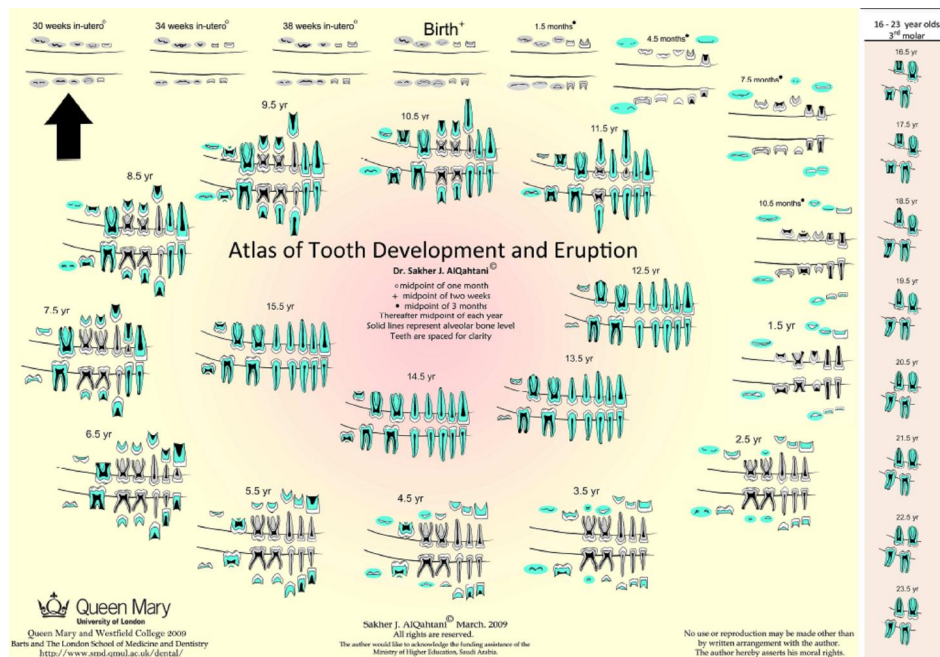 30 weeks in-utero○
34 weeks in-utero○
38 weeks in-utero○
Birth+
1.5 months●
4.5 months●
7.5 months●
10.5 months●
1.5 yr
2.5 yr
3.5 yr
4.5 yr
5.5 yr
6.5 yr
7.5 yr
8.5 yr
9.5 yr
10.5 yr
11.5 yr
Atlas of Tooth Development and Eruption
Dr. Sakher J. AlQahtani©
○midpoint of one month
+ midpoint of two weeks
● midpoint of 3 months
Thereafter midpoint of each year
Solid lines represent alveolar bone level
Teeth are spaced for clarity
12.5 yr
13.5 yr
14.5 yr
15.5 yr
16 - 23 year olds
3rd molar
16.5 yr
17.5 yr
18.5 yr
19.5 yr
20.5 yr
21.5 yr
22.5 yr
23.5 yr
Queen Mary
University of London
Queen Mary and Westfield College 2009
Barts and The London School of Medicine and Dentistry
http://www.smd.qmul.ac.uk/dental/
Sakher J. AlQahtani© March. 2009
All rights are reserved.
The author would like to acknowledge the funding assistance of the
Ministry of Higher Education, Saudi Arabia.
No use or reproduction may be made other than
by written arrangement with the author.
The author hereby asserts his moral rights.